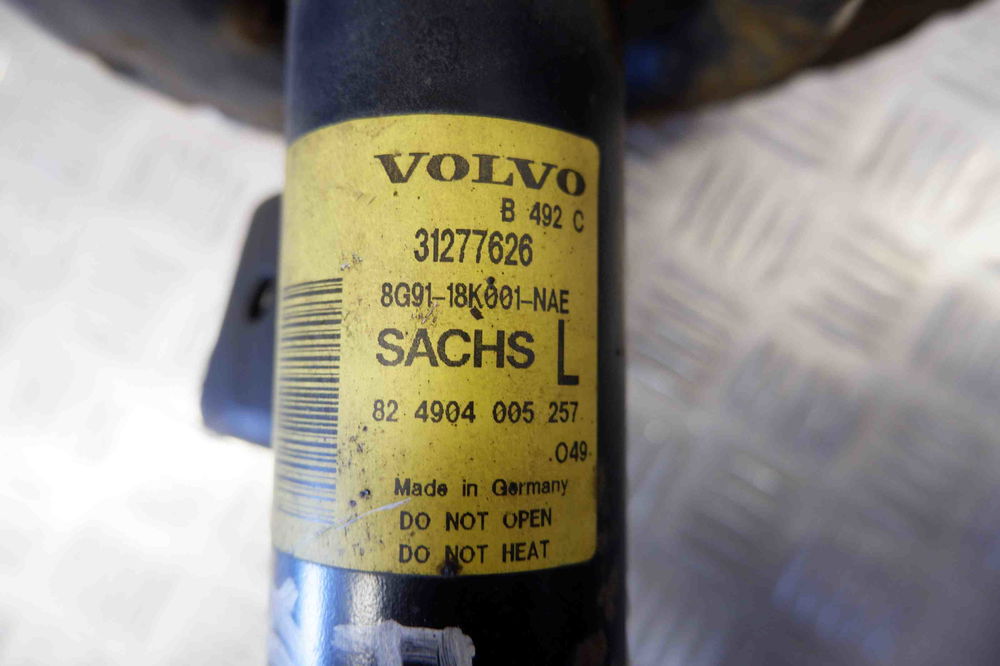 VOLVO
B 492 C
31277626
8G91-18K001-NAE
SACHS L
82 4904 005 257
.049
Made in Germany
DO NOT OPEN
DO NOT HEAT